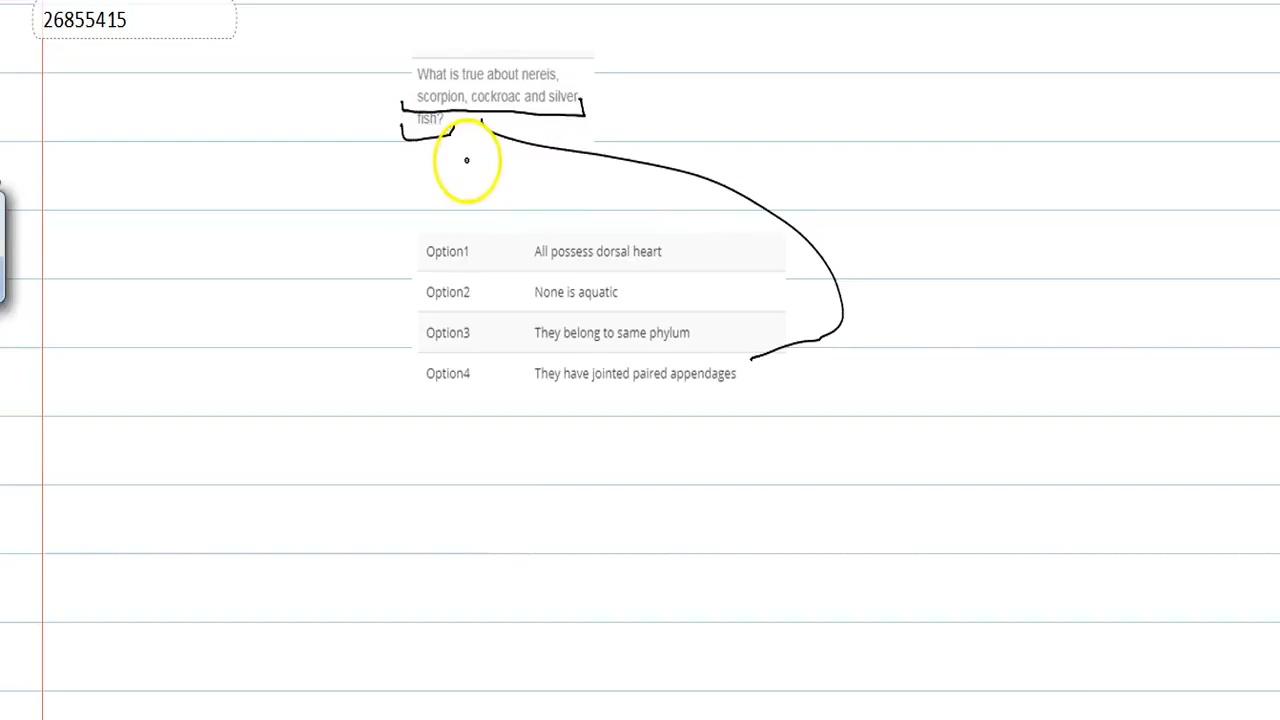 26855415
What is true about nereis,
scorpion, cockroac and silver
fish?
Option1 All possess dorsal heart
Option2 None is aquatic
Option3 They belong to same phylum
Option4 They have jointed paired appendages